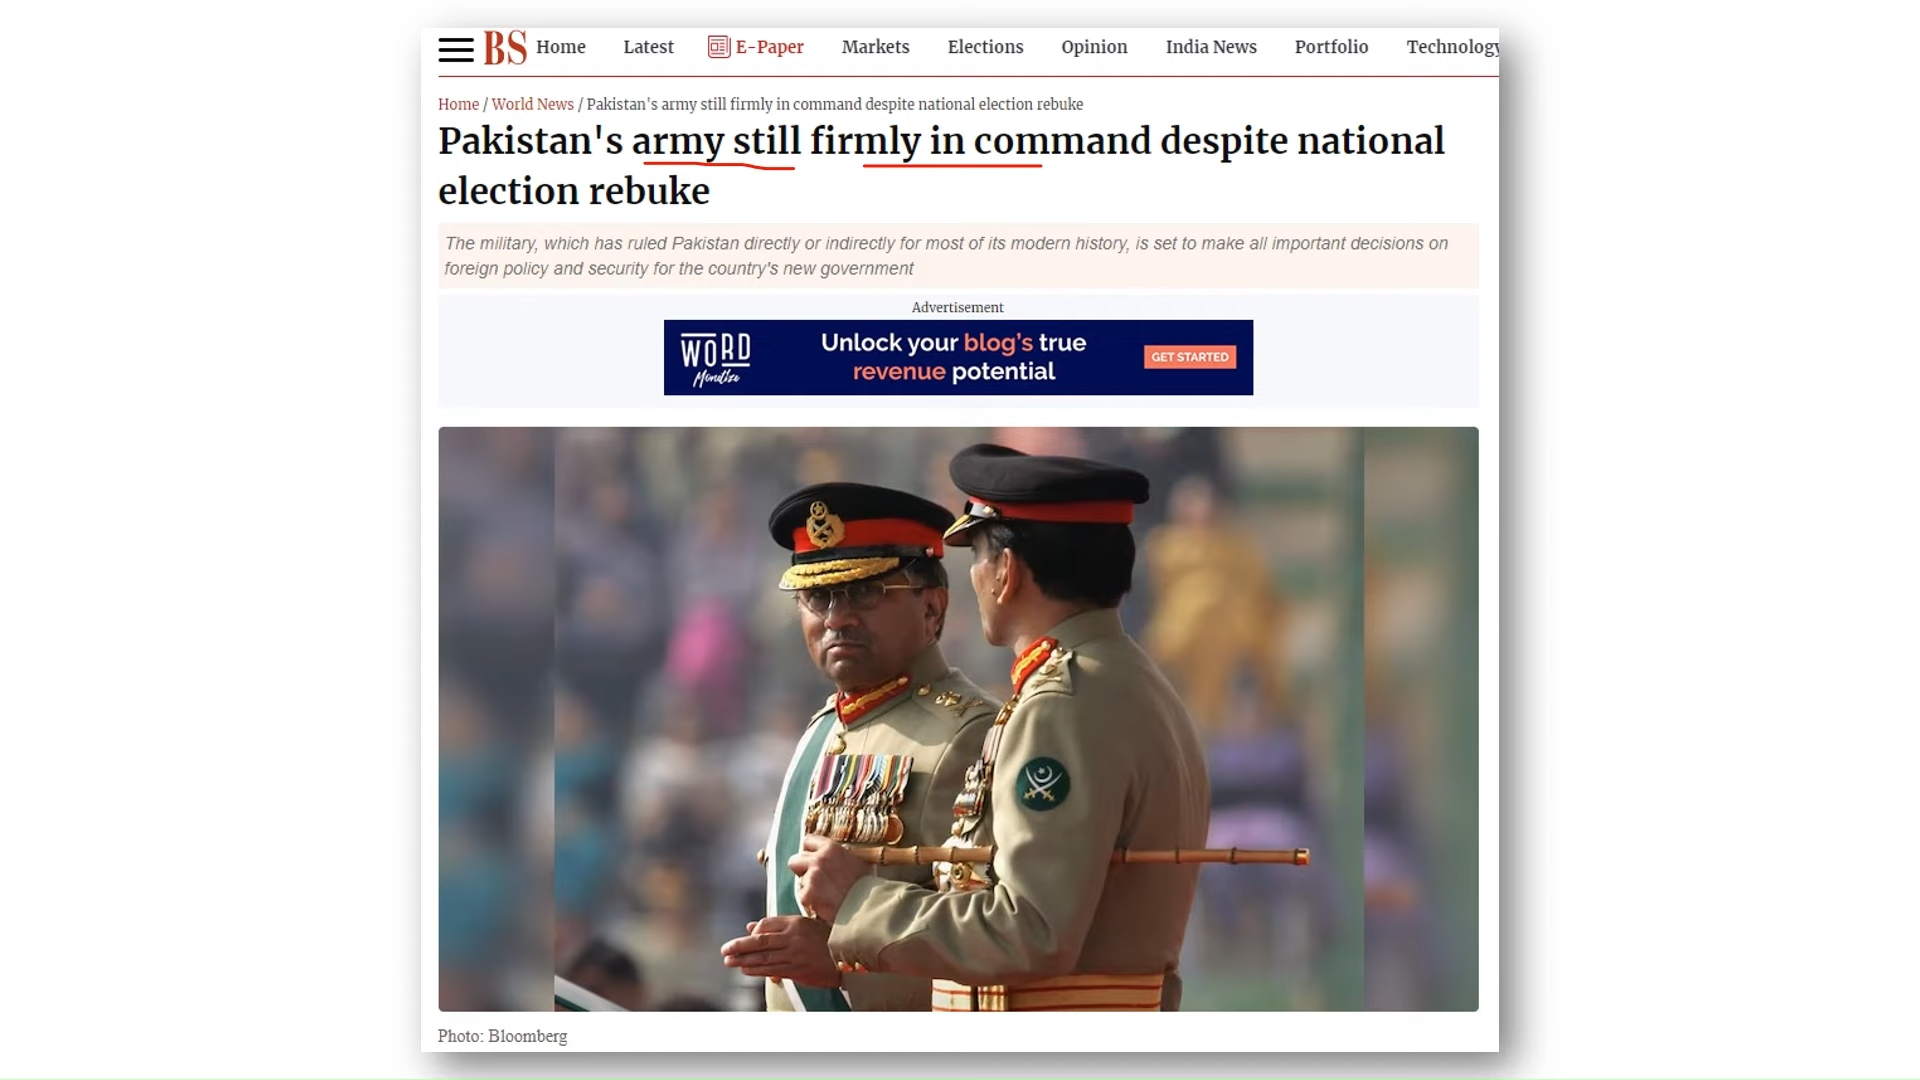 BS Home Latest E-Paper Markets Elections Opinion India News Portfolio Technology
Home / World News / Pakistan's army still firmly in command despite national election rebuke
Pakistan's army still firmly in command despite national
election rebuke
The military, which has ruled Pakistan directly or indirectly for most of its modern history, is set to make all important decisions on
foreign policy and security for the country's new government
Advertisement
WORD
Monetize
Unlock your blog's true
revenue potential
GET STARTED
Photo: Bloomberg